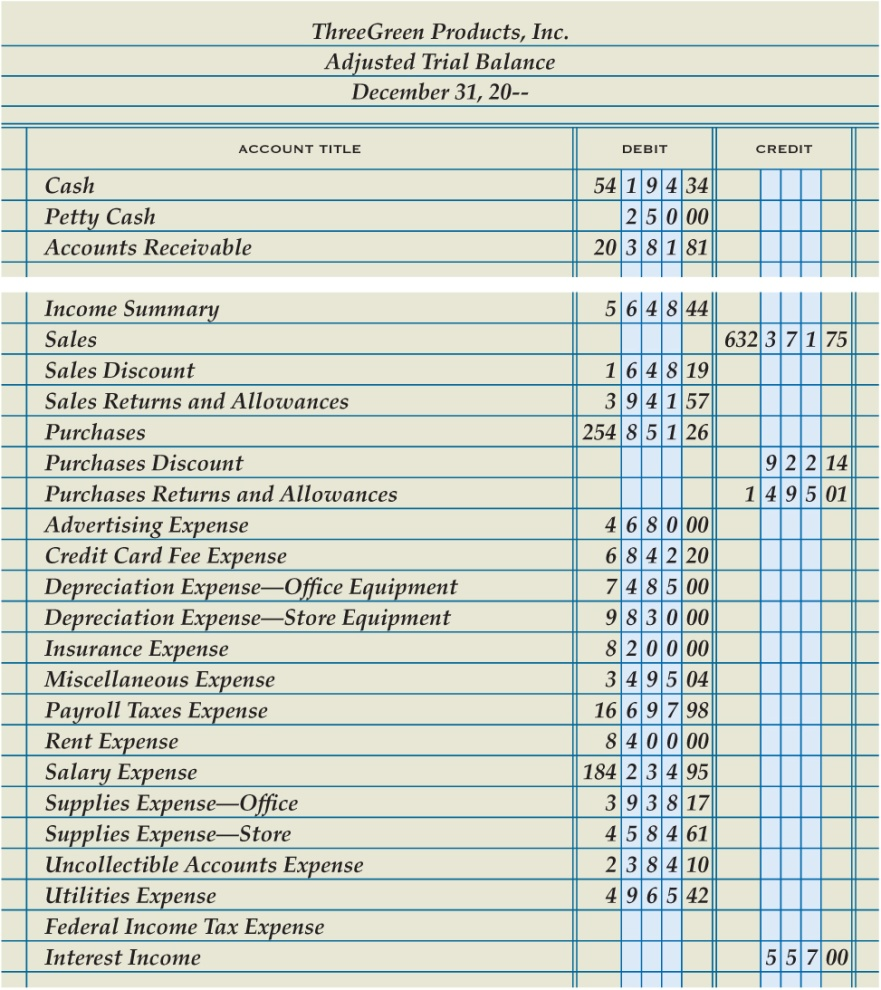 ThreeGreen Products, Inc.
Adjusted Trial Balance
December 31, 20--
ACCOUNT TITLE DEBIT CREDIT
Cash 54 1 9 4 34
Petty Cash 2 5 0 00
Accounts Receivable 20 3 8 1 81
Income Summary 5 6 4 8 44
Sales 632 3 7 1 75
Sales Discount 1 6 4 8 19
Sales Returns and Allowances 3 9 4 1 57
Purchases 254 8 5 1 26
Purchases Discount 9 2 2 14
Purchases Returns and Allowances 1 4 9 5 01
Advertising Expense 4 6 8 0 00
Credit Card Fee Expense 6 8 4 2 20
Depreciation Expense—Office Equipment 7 4 8 5 00
Depreciation Expense—Store Equipment 9 8 3 0 00
Insurance Expense 8 2 0 0 00
Miscellaneous Expense 3 4 9 5 04
Payroll Taxes Expense 16 6 9 7 98
Rent Expense 8 4 0 0 00
Salary Expense 184 2 3 4 95
Supplies Expense—Office 3 9 3 8 17
Supplies Expense—Store 4 5 8 4 61
Uncollectible Accounts Expense 2 3 8 4 10
Utilities Expense 4 9 6 5 42
Federal Income Tax Expense
Interest Income 5 5 7 00